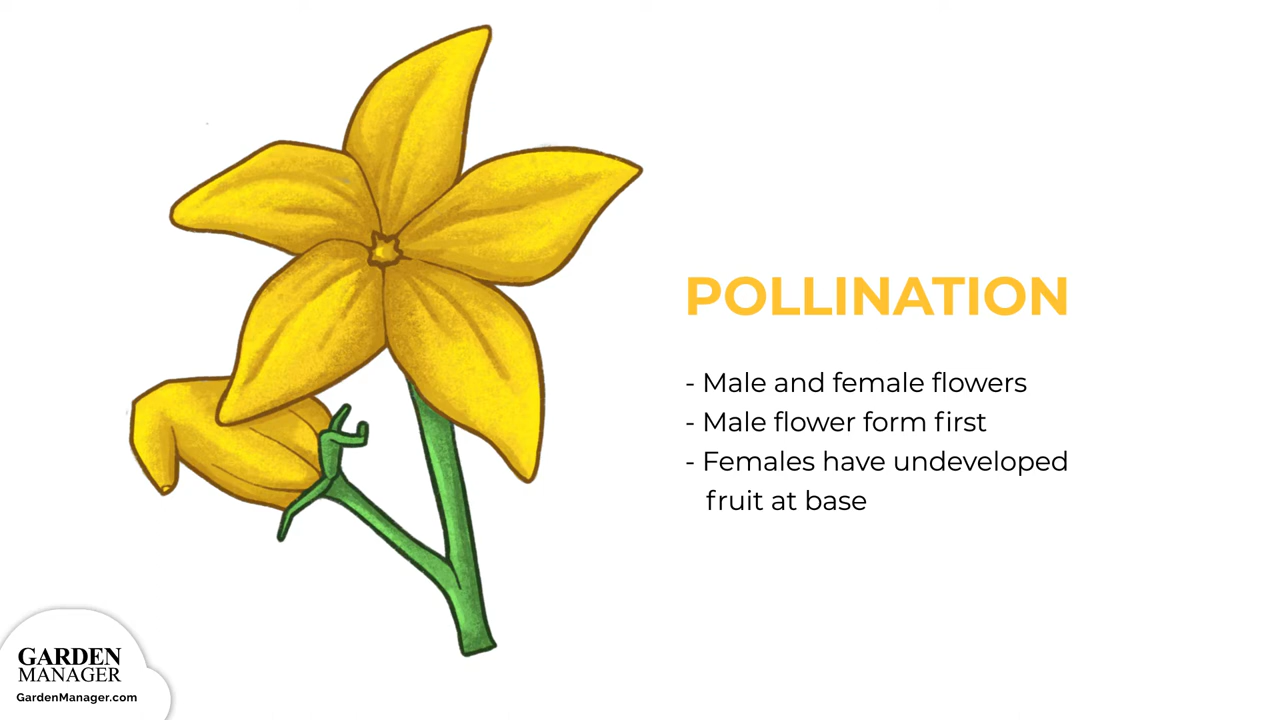 POLLINATION
- Male and female flowers
- Male flower form first
- Females have undeveloped
fruit at base
GARDEN
MANAGER
GardenManager.com